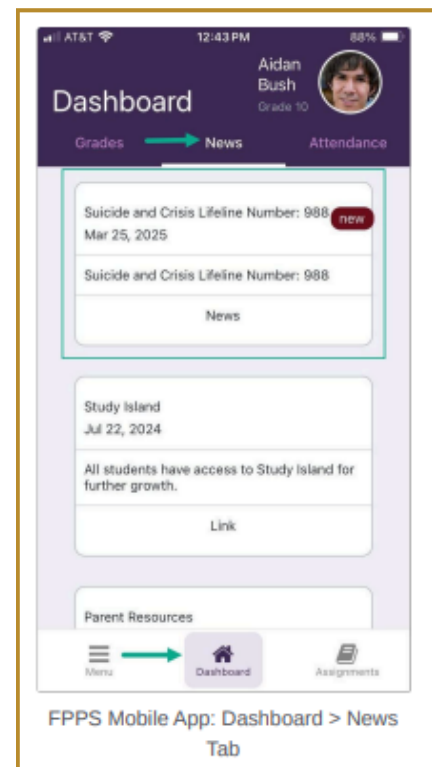 AT&T 12:43 PM 88%
Aidan
Bush
Grade 10
Dashboard
Grades News Attendance
Suicide and Crisis Lifeline Number: 988 new
Mar 25, 2025
Suicide and Crisis Lifeline Number: 988
News
Study Island
Jul 22, 2024
All students have access to Study Island for
further growth.
Link
Parent Resources
Menu Dashboard Assignments
FPPS Mobile App: Dashboard > News
Tab